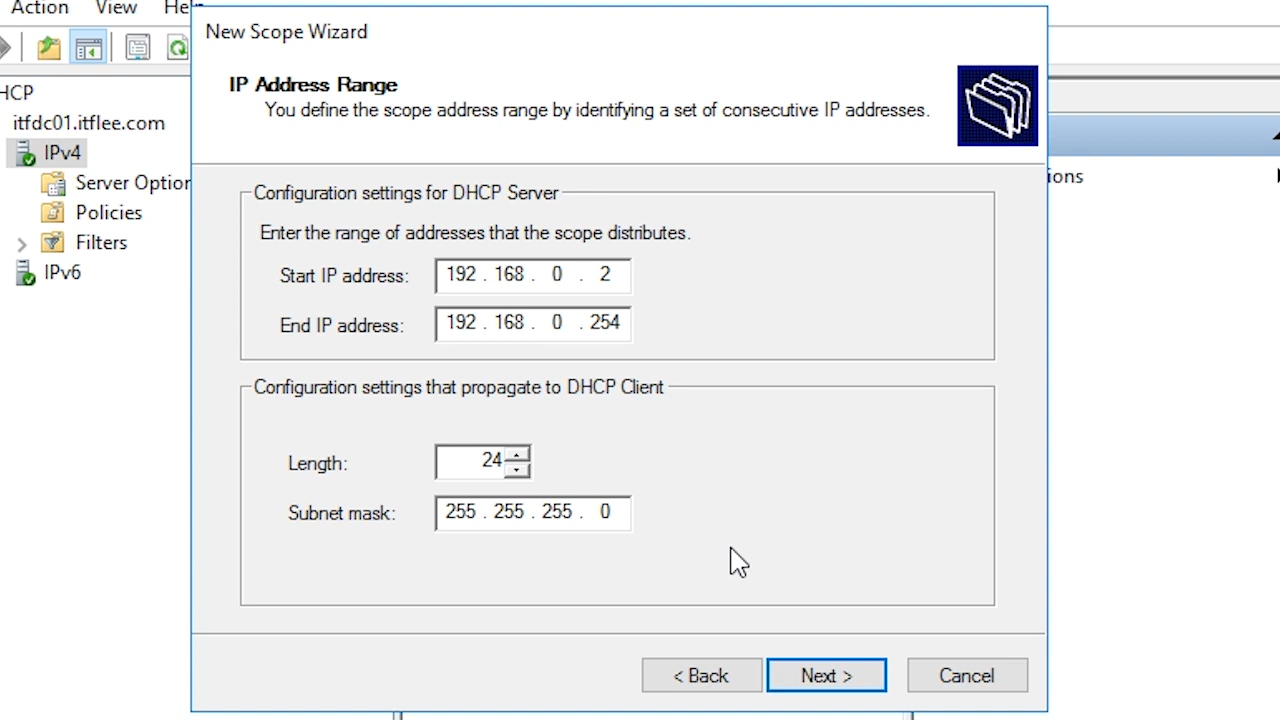 Action View Help
New Scope Wizard
IP Address Range
You define the scope address range by identifying a set of consecutive IP addresses.
HCP
itfdc01.itflee.com
IPv4
Server Option
Policies
Filters
IPv6
ions
Configuration settings for DHCP Server
Enter the range of addresses that the scope distributes.
Start IP address: 192 . 168 . 0 . 2
End IP address: 192 . 168 . 0 . 254
Configuration settings that propagate to DHCP Client
Length: 24
Subnet mask: 255 . 255 . 255 . 0
< Back Next > Cancel